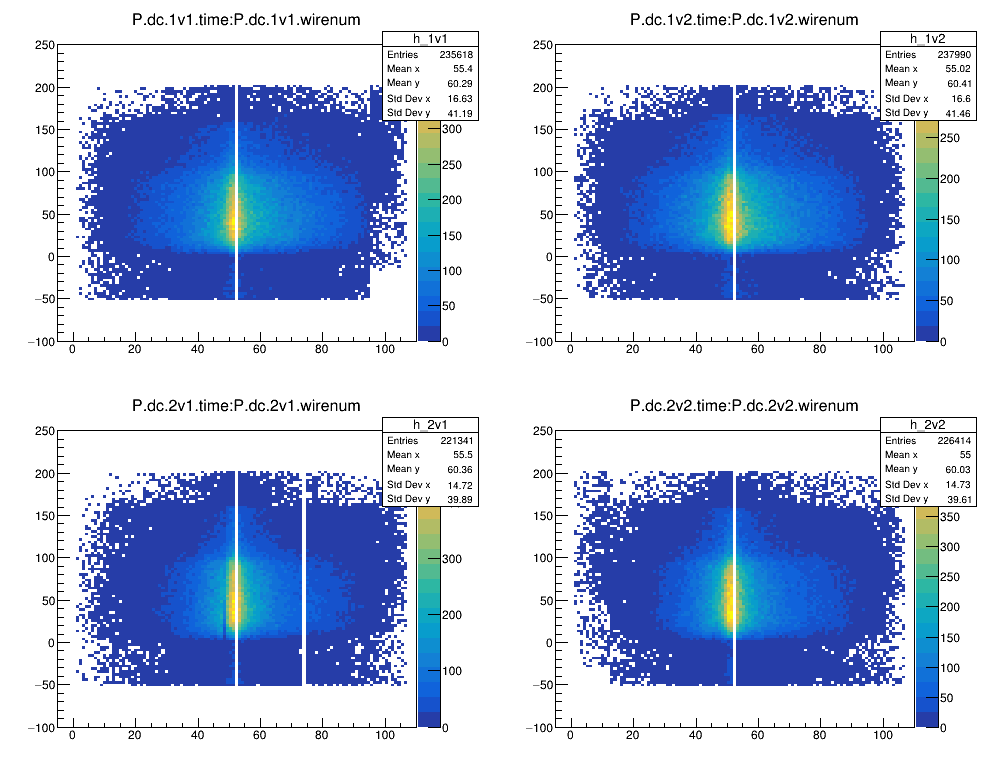 P.dc.1v1.time:P.dc.1v1.wirenum
h_1v1
Entries 235618
Mean x 55.4
Mean y 60.29
Std Dev x 16.63
Std Dev y 41.19
250
200
150
100
50
0
−50
−100
0 20 40 60 80 100
300
250
200
150
100
50
0
P.dc.1v2.time:P.dc.1v2.wirenum
h_1v2
Entries 237990
Mean x 55.02
Mean y 60.41
Std Dev x 16.6
Std Dev y 41.46
250
200
150
100
50
0
−50
−100
0 20 40 60 80 100
250
200
150
100
50
0
P.dc.2v1.time:P.dc.2v1.wirenum
h_2v1
Entries 221341
Mean x 55.5
Mean y 60.36
Std Dev x 14.72
Std Dev y 39.89
250
200
150
100
50
0
−50
−100
0 20 40 60 80 100
300
200
100
0
P.dc.2v2.time:P.dc.2v2.wirenum
h_2v2
Entries 226414
Mean x 55
Mean y 60.03
Std Dev x 14.73
Std Dev y 39.61
250
200
150
100
50
0
−50
−100
0 20 40 60 80 100
350
300
250
200
150
100
50
0